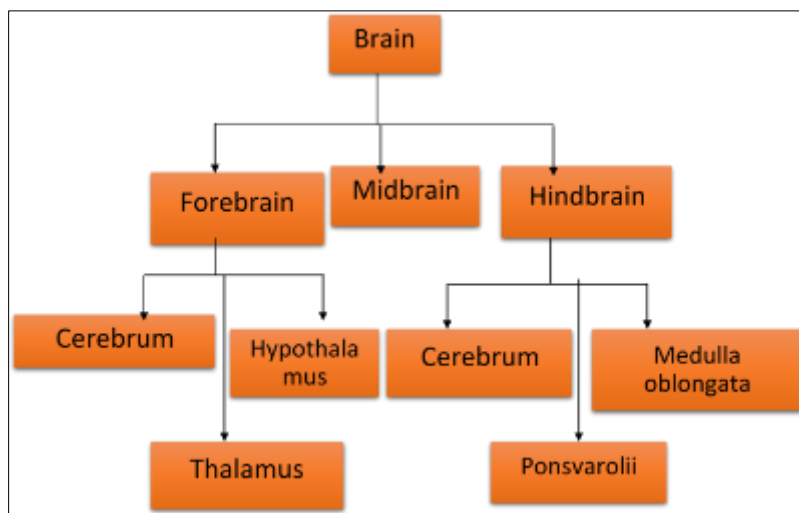 Brain
Forebrain
Midbrain
Hindbrain
Cerebrum
Hypothala
mus
Cerebrum
Medulla
oblongata
Thalamus
Ponsvarolii